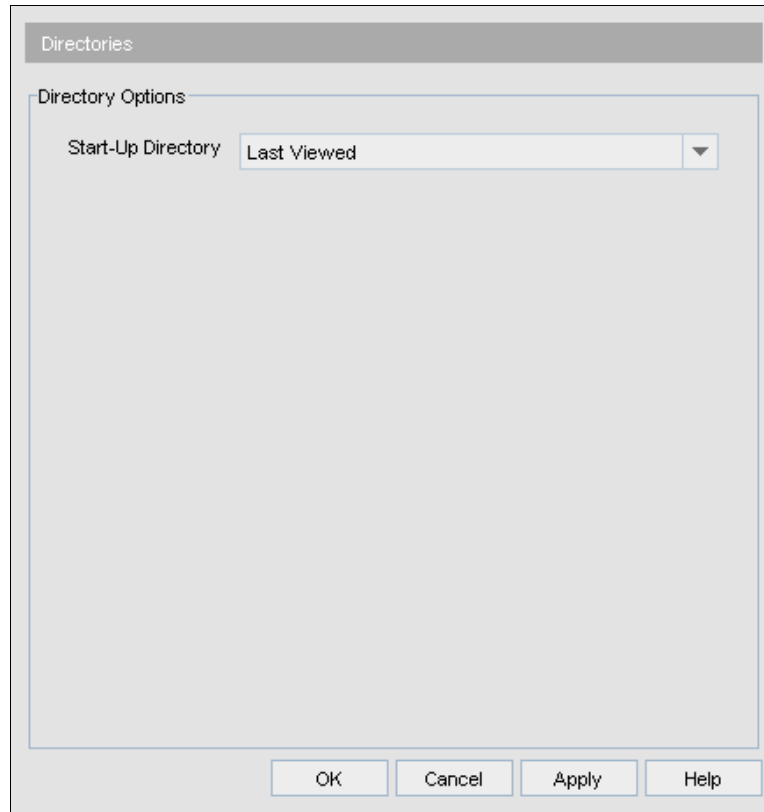 Directories
Directory Options
Start-Up Directory Last Viewed
OK Cancel Apply Help